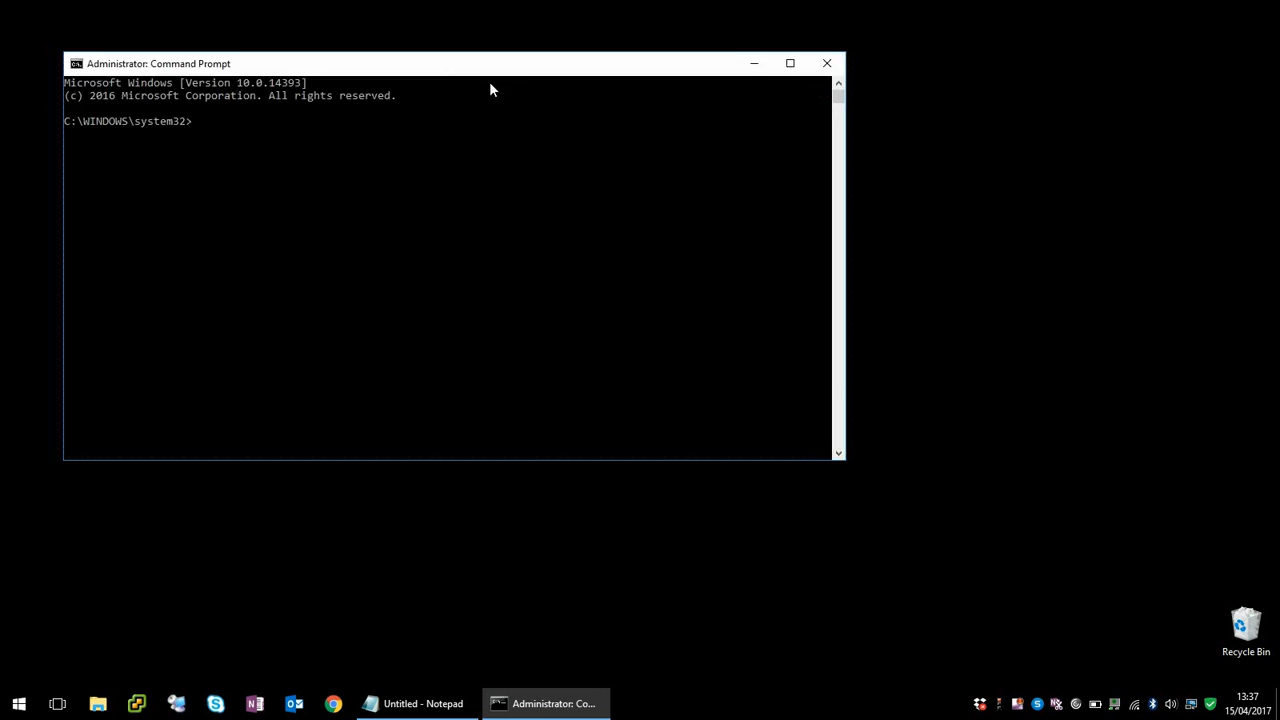 Administrator: Command Prompt
Microsoft Windows [Version 10.0.14393]
(c) 2016 Microsoft Corporation. All rights reserved.
C:\WINDOWS\system32>
Recycle Bin
Untitled - Notepad
Administrator: Co...
13:37
15/04/2017